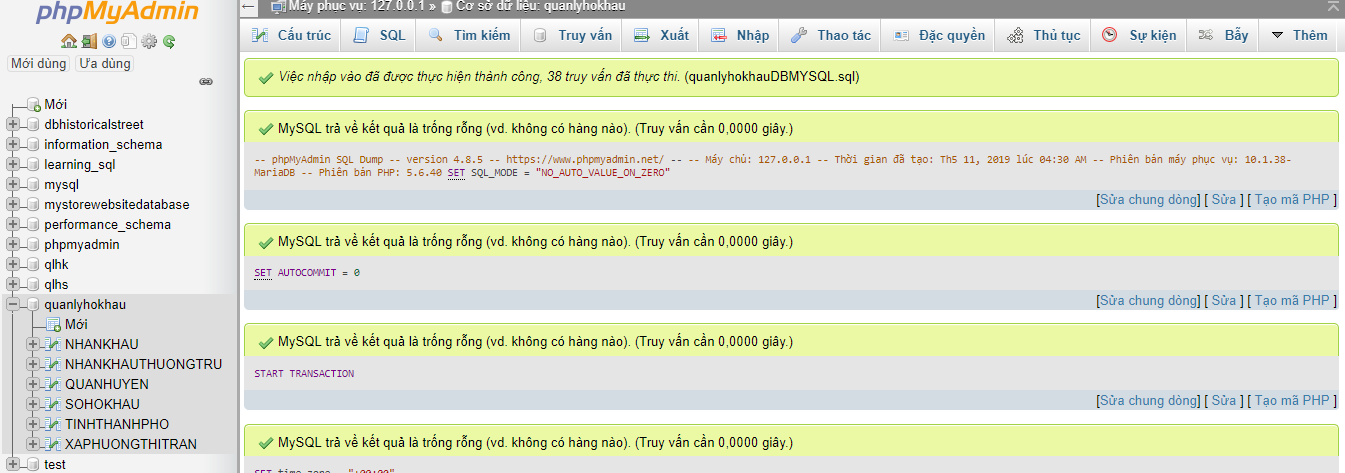 phpMyAdmin
Mới dùng Ưa dùng
Mới
dbhistoricalstreet
information_schema
learning_sql
mysql
mystorewebsitedatabase
performance_schema
phpmyadmin
qlhk
qlhs
quanlyhokhau
Mới
NHANKHAU
NHANKHAUTHUONGTRU
QUANHUYEN
SOHOKHAU
TINHTHANHPHO
XAPHUONGTHITRAN
test
Máy phục vụ: 127.0.0.1 » Cơ sở dữ liệu: quanlyhokhau
Cấu trúc SQL Tìm kiếm Truy vấn Xuất Nhập Thao tác Đặc quyền Thủ tục Sự kiện Bẫy Thêm
Việc nhập vào đã được thực hiện thành công, 38 truy vấn đã thực thi. (quanlyhokhauDBMYSQL.sql)
MySQL trả về kết quả là trống rỗng (vd. không có hàng nào). (Truy vấn cần 0,0000 giây.)
-- phpMyAdmin SQL Dump -- version 4.8.5 -- https://www.phpmyadmin.net/ -- -- Máy chủ: 127.0.0.1 -- Thời gian đã tạo: Th5 11, 2019 lúc 04:30 AM -- Phiên bản máy phục vụ: 10.1.38-
MariaDB -- Phiên bản PHP: 5.6.40 SET SQL_MODE = "NO_AUTO_VALUE_ON_ZERO"
[Sửa chung dòng] [ Sửa ] [ Tạo mã PHP ]
MySQL trả về kết quả là trống rỗng (vd. không có hàng nào). (Truy vấn cần 0,0000 giây.)
SET AUTOCOMMIT = 0
[Sửa chung dòng] [ Sửa ] [ Tạo mã PHP ]
MySQL trả về kết quả là trống rỗng (vd. không có hàng nào). (Truy vấn cần 0,0000 giây.)
START TRANSACTION
[Sửa chung dòng] [ Sửa ] [ Tạo mã PHP ]
MySQL trả về kết quả là trống rỗng (vd. không có hàng nào). (Truy vấn cần 0,0000 giây.)
SET time_zone = "+00:00"